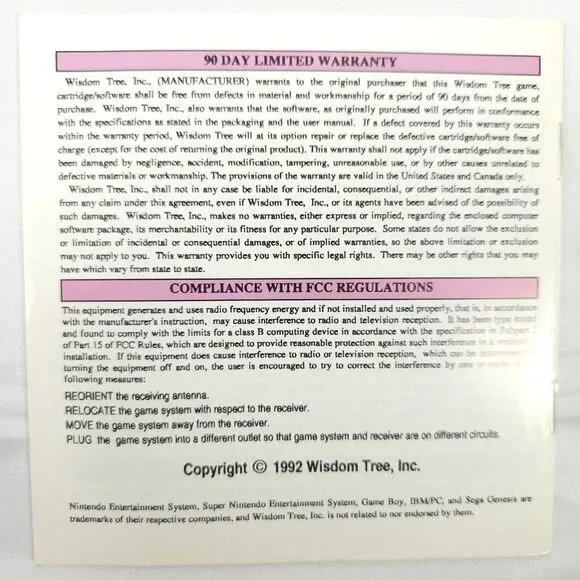 90 DAY LIMITED WARRANTY
Wisdom Tree, Inc., (MANUFACTURER) warrants to the original purchaser that this Wisdom Tree game,
cartridge/software shall be free from defects in material and workmanship for a period of 90 days from the date of
purchase. Wisdom Tree, Inc., also warrants that the software, as originally purchased will perform in conformance
with the specifications as stated in the packaging and the user manual. If a defect covered by this warranty occurs
within the warranty period, Wisdom Tree will at its option repair or replace the defective cartridge/software free of
charge (except for the cost of returning the original product). This warranty shall not apply if the cartridge/software has
been damaged by negligence, accident, modification, tampering, unreasonable use, or by other causes unrelated to
defective materials or workmanship. The provisions of the warranty are valid in the United States and Canada only.
Wisdom Tree, Inc., shall not in any case be liable for incidental, consequential, or other indirect damages arising
from any claim under this agreement, even if Wisdom Tree, Inc., or its agents have been advised of the possibility of
such damages. Wisdom Tree, Inc., makes no warranties, either express or implied, regarding the enclosed computer
software package, its merchantability or its fitness for any particular purpose. Some states do not allow the exclusion
or limitation of incidental or consequential damages, or of implied warranties, so the above limitation or exclusion
may not apply to you. This warranty provides you with specific legal rights. There may be other rights that you may
have which vary from state to state.
COMPLIANCE WITH FCC REGULATIONS
This equipment generates and uses radio frequency energy and if not installed and used properly, that is, in accordance
with the manufacturer's instruction, may cause interference to radio and television reception. It has been type tested
and found to comply with the limits for a class B computing device in accordance with the specification in Subpart
of Part 15 of FCC Rules, which are designed to provide reasonable protection against such interference in a
installation. If this equipment does cause interference to radio or television reception, which can be
turning the equipment off and on, the user is encouraged to try to correct the interference by one or
following measures:
REORIENT the receiving antenna.
RELOCATE the game system with respect to the receiver.
MOVE the game system away from the receiver.
PLUG the game system into a different outlet so that game system and receiver are on different circuits.
Copyright © 1992 Wisdom Tree, Inc.
Nintendo Entertainment System, Super Nintendo Entertainment System, Game Boy, IBM/PC, and Sega Genesis are
trademarks of their respective companies, and Wisdom Tree, Inc. is not related to nor endorsed by them.